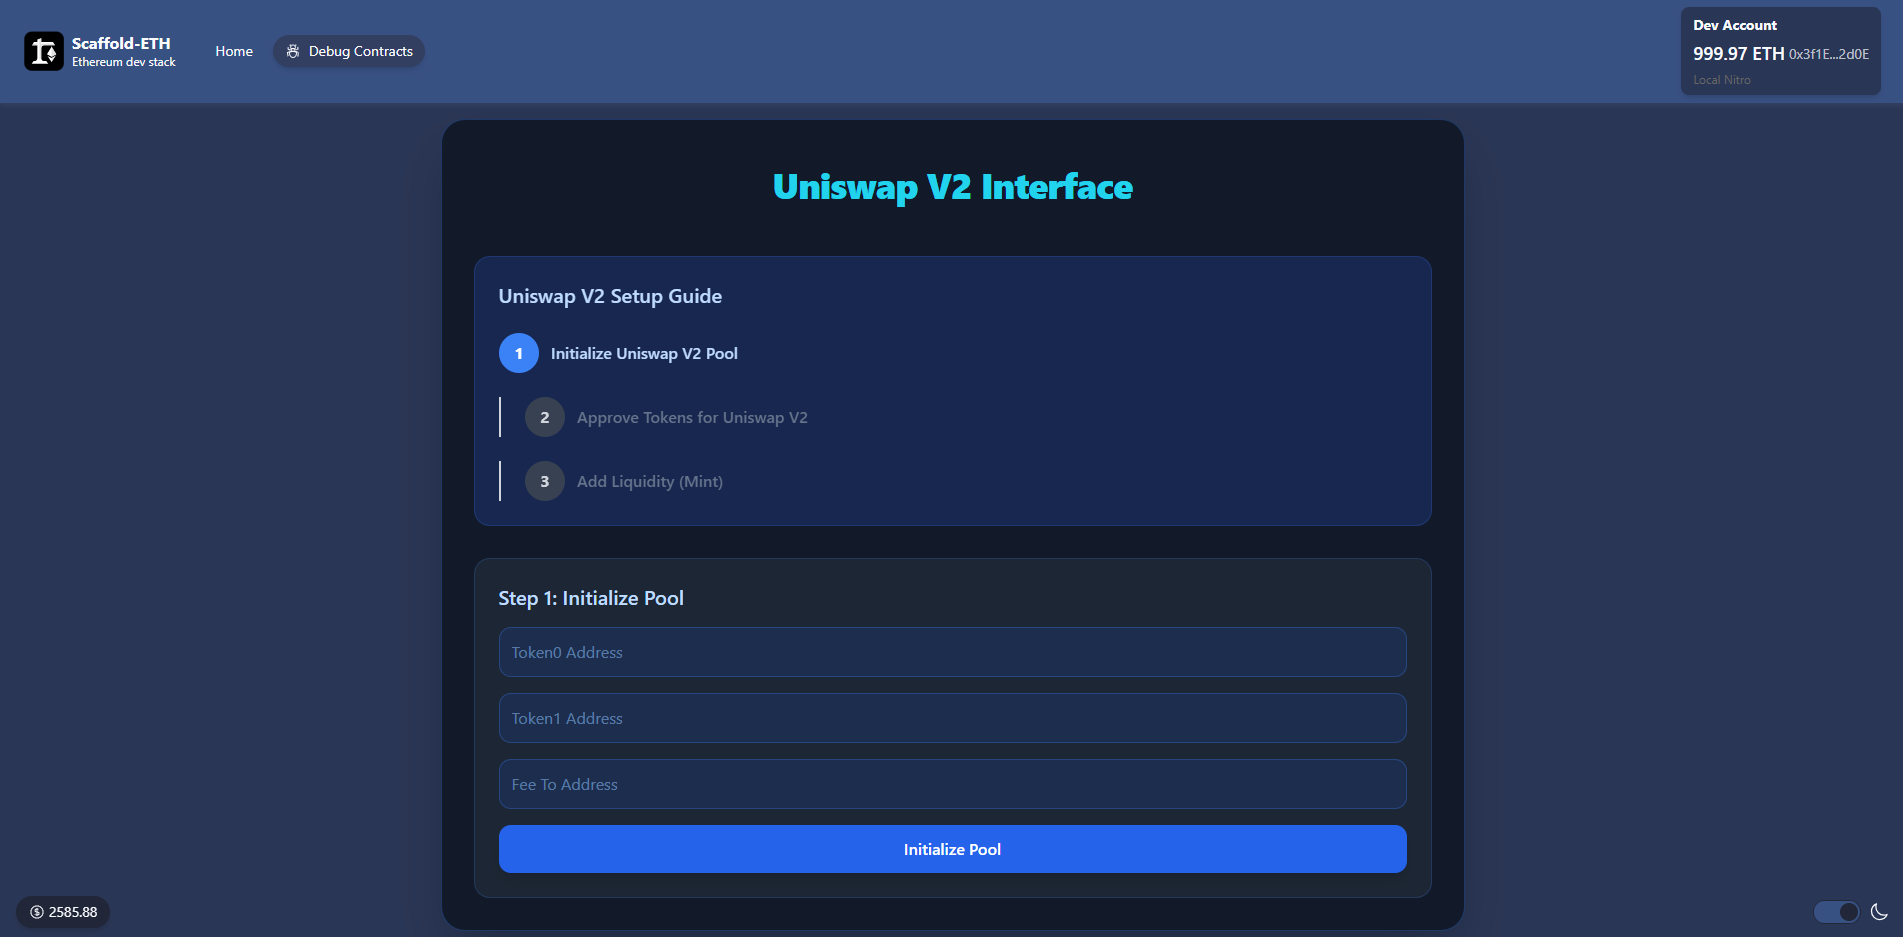 Scaffold-ETH
Ethereum dev stack
Home
Debug Contracts
Dev Account
999.97 ETH 0x3f1E...2d0E
Local Nitro
Uniswap V2 Interface
Uniswap V2 Setup Guide
1 Initialize Uniswap V2 Pool
2 Approve Tokens for Uniswap V2
3 Add Liquidity (Mint)
Step 1: Initialize Pool
Token0 Address
Token1 Address
Fee To Address
Initialize Pool
2585.88